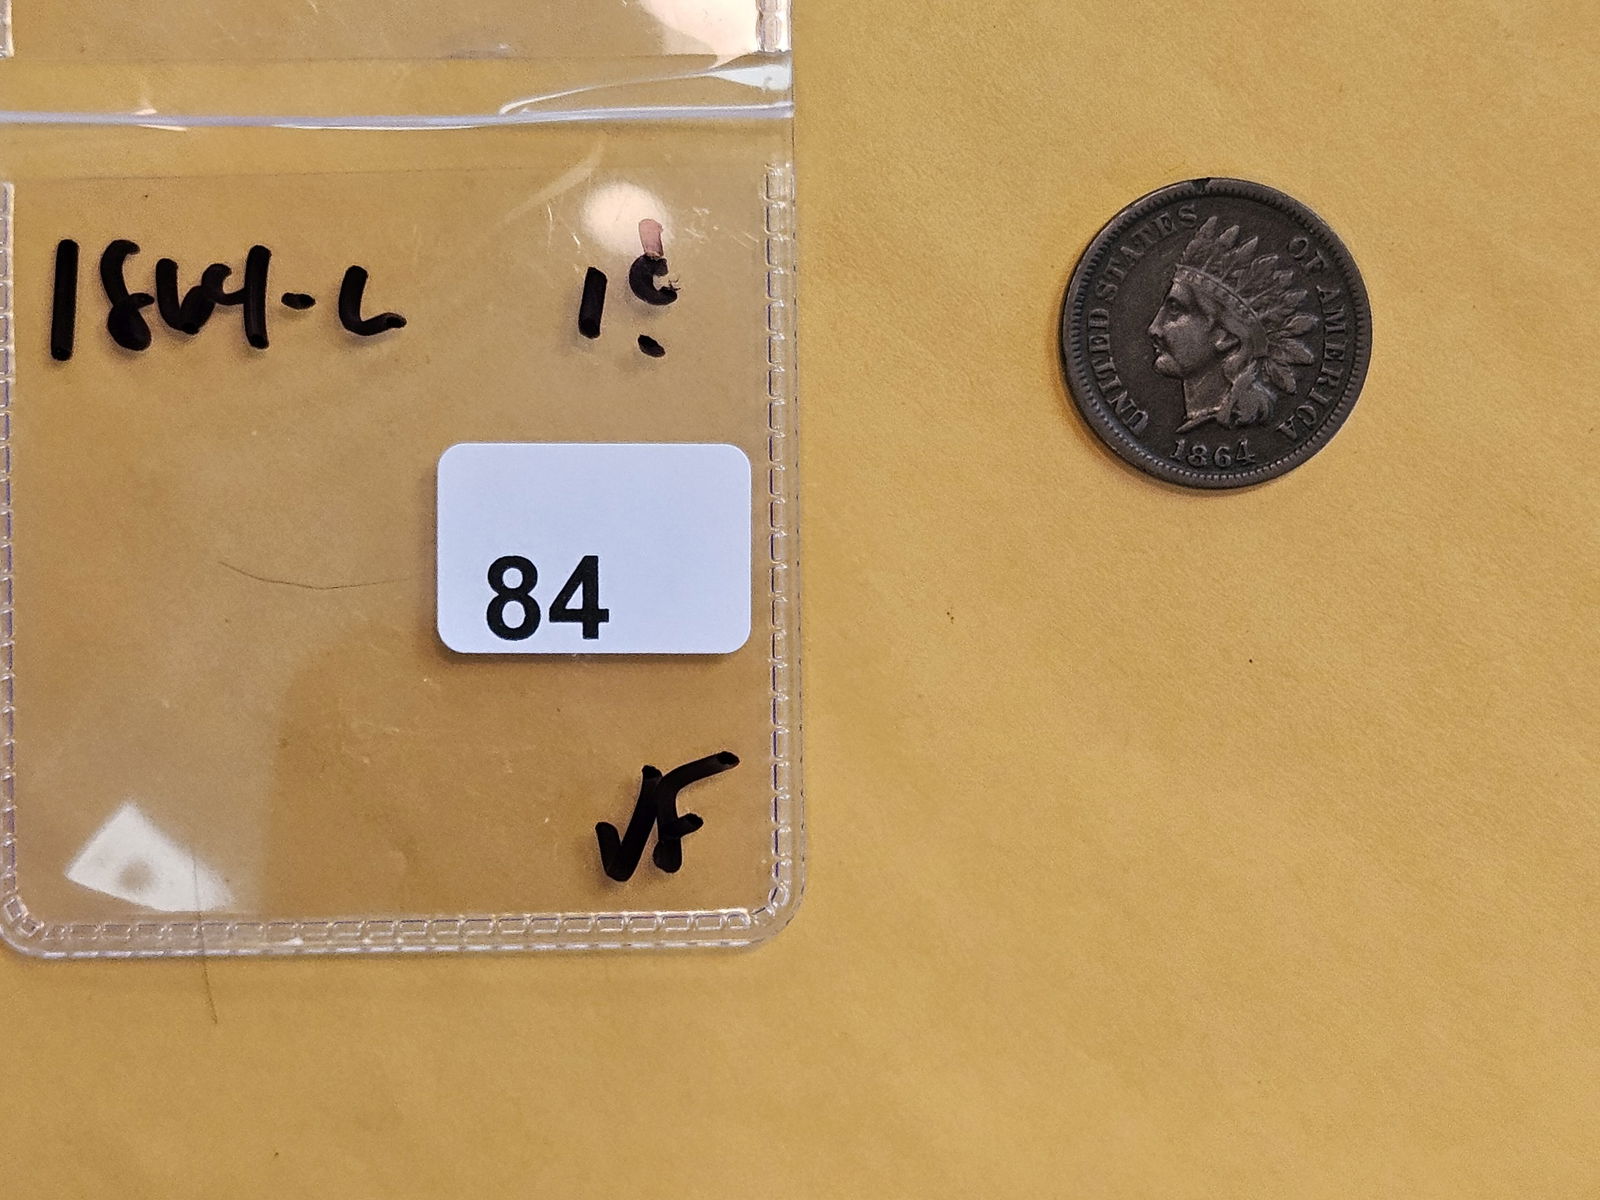 1864-L 1¢
84
VF
UNITED STATES OF AMERICA
1864